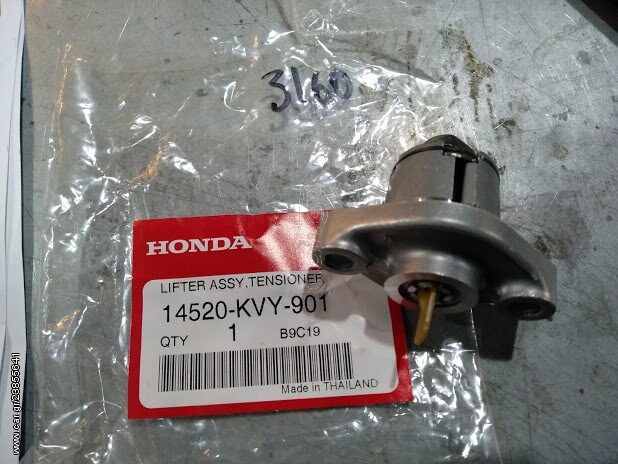 3160
HONDA
LIFTER ASSY,TENSIONER
14520-KVY-901
QTY 1 B9C19
Made in THAILAND